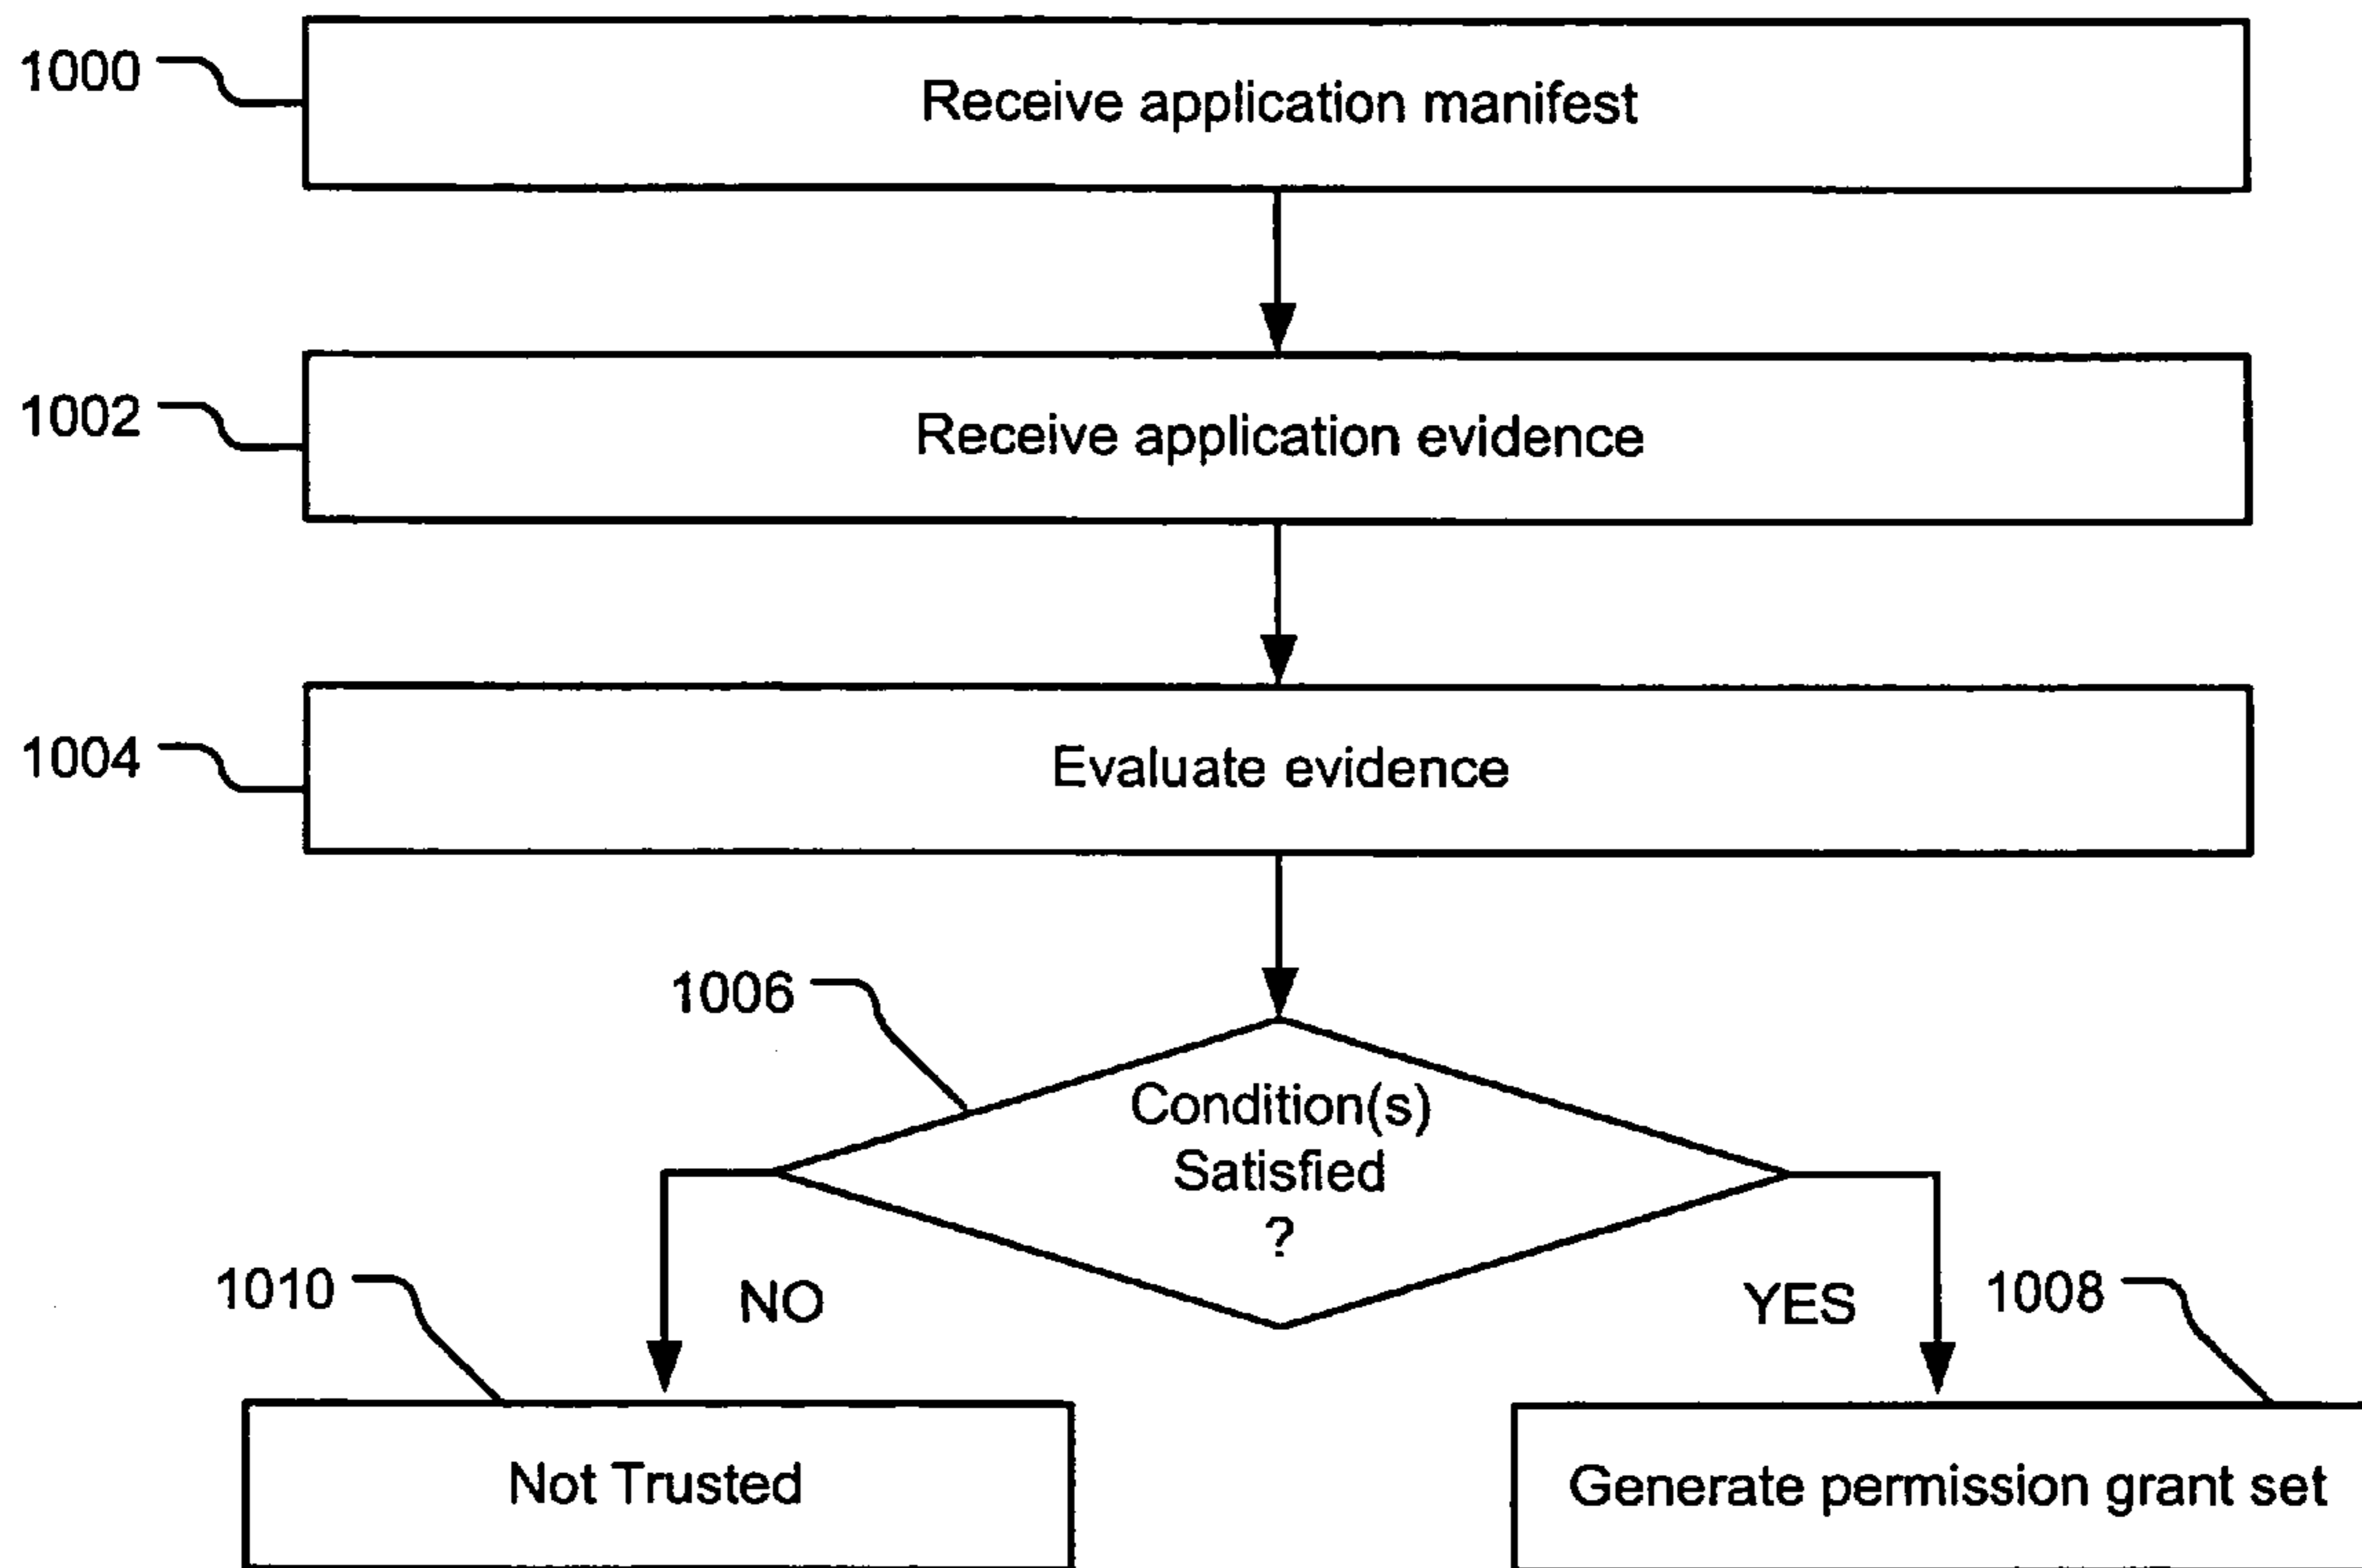 1000
Receive application manifest
1002
Receive application evidence
1004
Evaluate evidence
1006
Condition(s)
Satisfied
?
1010
NO
YES
1008
Not Trusted
Generate permission grant set